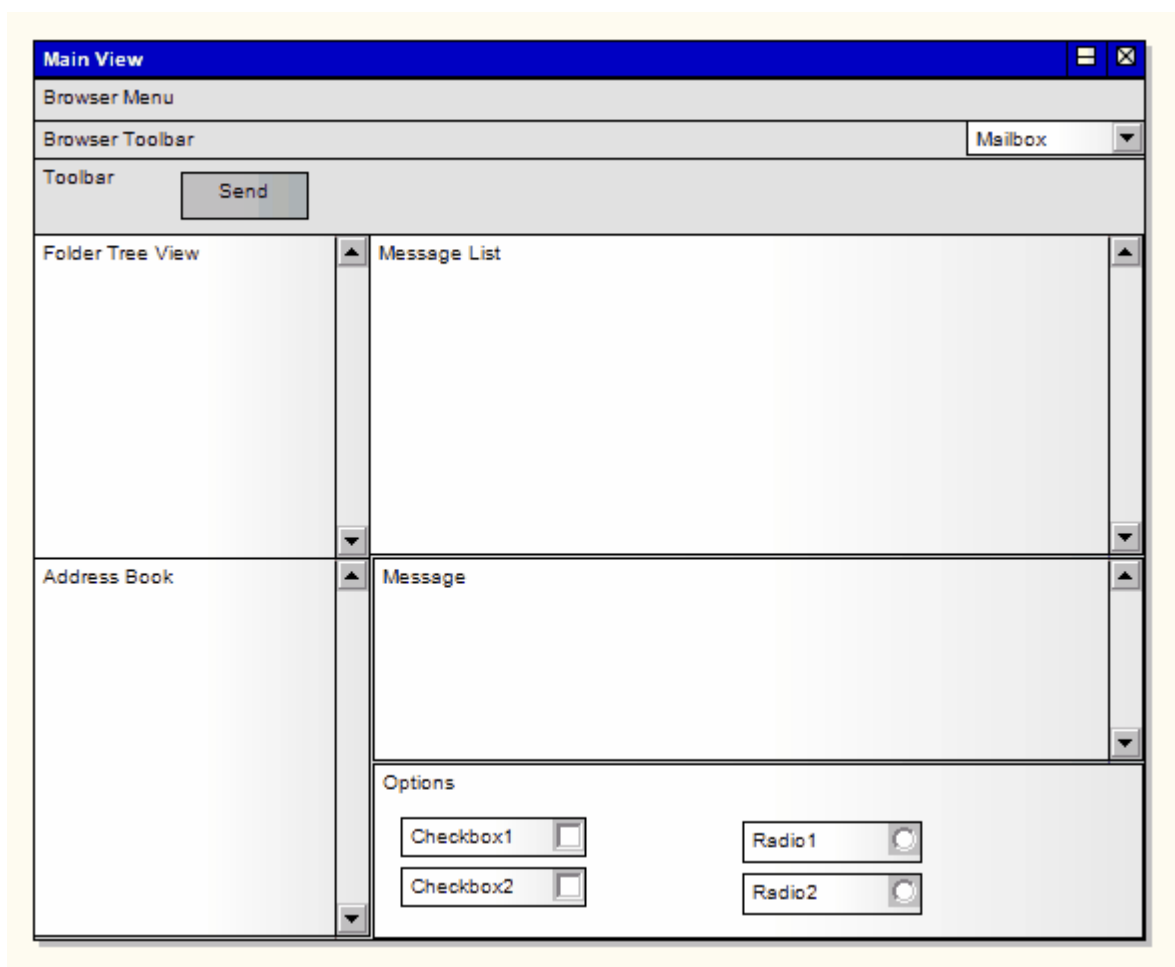 Main View
Browser Menu
Browser Toolbar
Mailbox
Toolbar
Send
Folder Tree View
Message List
Address Book
Message
Options
Checkbox1
Radio1
Checkbox2
Radio2